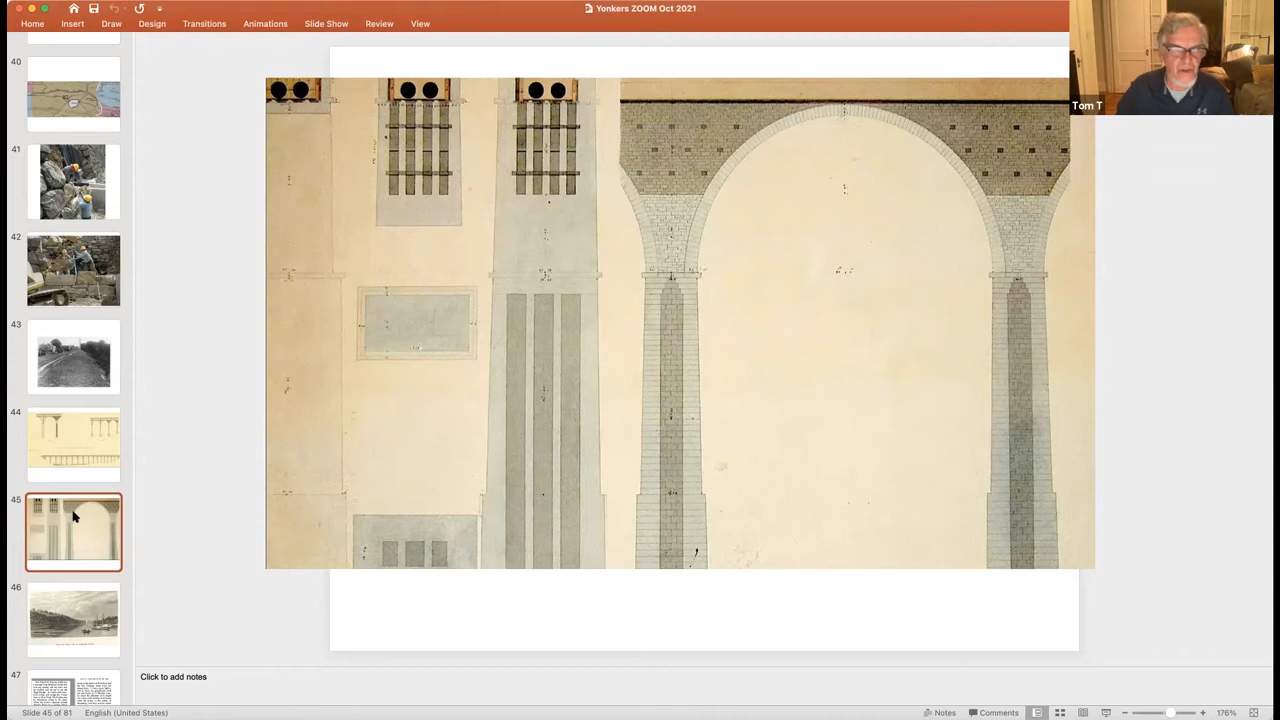 Yonkers ZOOM Oct 2021
Home Insert Draw Design Transitions Animations Slide Show Review View
Tom T
40
41
42
43
44
45
46
47
Click to add notes
Slide 45 of 81 English (United States) Notes Comments 176%